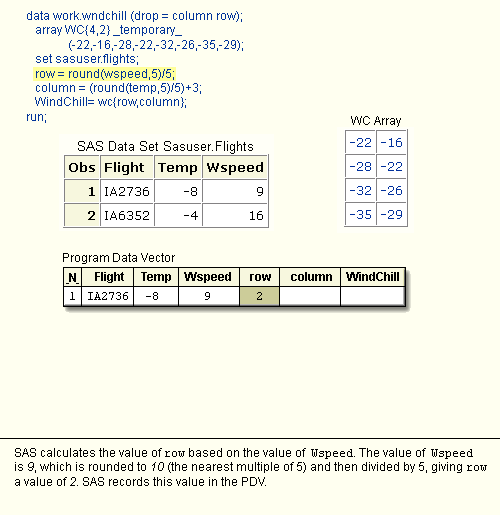 data work.wndchill (drop = column row);
array WC{4,2} _temporary_
(-22,-16,-28,-22,-32,-26,-35,-29);
set sasuser.flights;
row = round(wspeed,5)/5;
column = (round(temp,5)/5)+3;
WindChill= wc{row,column};
run;
WC Array
-22 -16
-28 -22
-32 -26
-35 -29
SAS Data Set Sasuser.Flights
Obs Flight Temp Wspeed
1 IA2736 -8 9
2 IA6352 -4 16
Program Data Vector
_N_ Flight Temp Wspeed row column WindChill
1 IA2736 -8 9 2
SAS calculates the value of row based on the value of Wspeed. The value of Wspeed
is 9, which is rounded to 10 (the nearest multiple of 5) and then divided by 5, giving row
a value of 2. SAS records this value in the PDV.